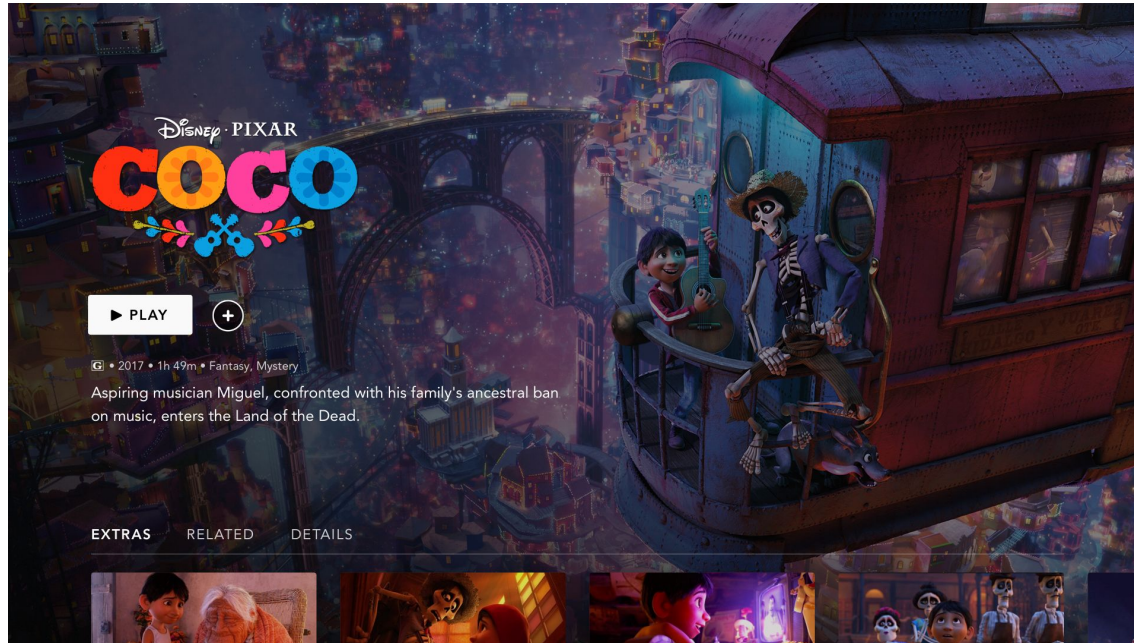 Disney · PIXAR
COCO
PLAY
G • 2017 • 1h 49m • Fantasy, Mystery
Aspiring musician Miguel, confronted with his family's ancestral ban
on music, enters the Land of the Dead.
EXTRAS RELATED DETAILS